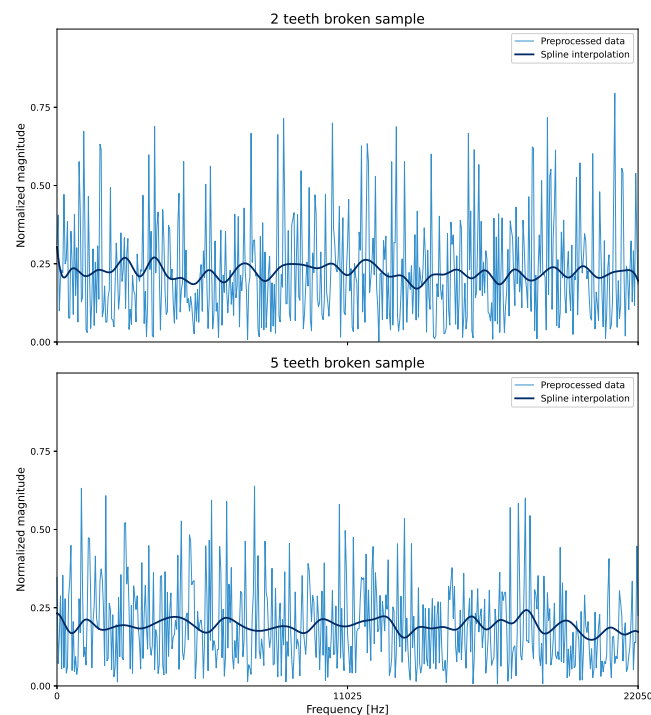 2 teeth broken sample
Preprocessed data
Spline interpolation
Normalized magnitude
0.75
0.50
0.25
0.00
5 teeth broken sample
Preprocessed data
Spline interpolation
Normalized magnitude
0.75
0.50
0.25
0.00
0
11025
22050
Frequency [Hz]